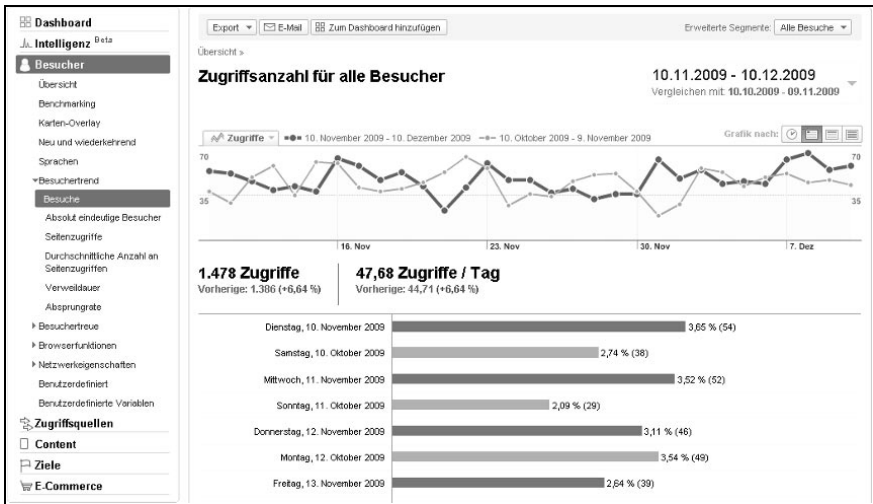 Dashboard
Intelligenz Beta
Besucher
Übersicht
Benchmarking
Karten-Overlay
Neu und wiederkehrend
Sprachen
Besuchertrend
Besuche
Absolut eindeutige Besucher
Seitenzugriffe
Durchschnittliche Anzahl an
Seitenzugriffen
Verweildauer
Absprungrate
Besuchertreue
Browserfunktionen
Netzwerkeigenschaften
Benutzerdefiniert
Benutzerdefinierte Variablen
Zugriffsquellen
Content
Ziele
E-Commerce
Export E-Mail Zum Dashboard hinzufügen Erweiterte Segmente: Alle Besuche
Übersicht »
Zugriffsanzahl für alle Besucher
10.11.2009 - 10.12.2009
Vergleichen mit: 10.10.2009 - 09.11.2009
Zugriffe 10. November 2009 - 10. Dezember 2009 10. Oktober 2009 - 9. November 2009 Grafik nach:
70 70
35 35
16. Nov 23. Nov 30. Nov 7. Dez
1.478 Zugriffe 47,68 Zugriffe / Tag
Vorherige: 1.386 (+6,64 %) Vorherige: 44,71 (+6,64 %)
Dienstag, 10. November 2009 3,65 % (54)
Samstag, 10. Oktober 2009 2,74 % (38)
Mittwoch, 11. November 2009 3,52 % (52)
Sonntag, 11. Oktober 2009 2,09 % (29)
Donnerstag, 12. November 2009 3,11 % (46)
Montag, 12. Oktober 2009 3,54 % (49)
Freitag, 13. November 2009 2,64 % (39)